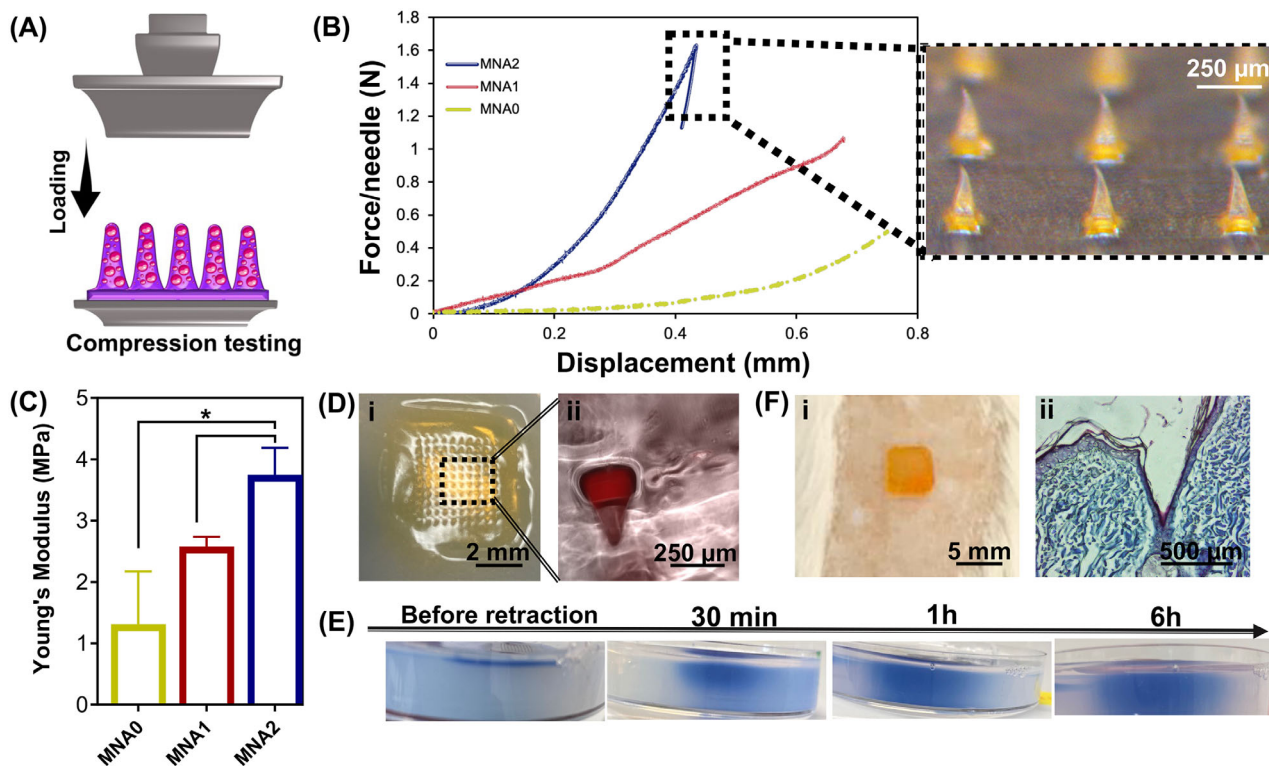 (A)
Loading
Compression testing
(B)
Force/needle (N)
1.8
1.6
1.4
1.2
1
0.8
0.6
0.4
0.2
0
MNA2
MNA1
MNA0
0
0.2
0.4
0.6
0.8
Displacement (mm)
250 µm
(C)
Young's Modulus (MPa)
5
4
3
2
1
0
*
MNA0
MNA1
MNA2
(D)
i
2 mm
ii
250 µm
(F)
i
5 mm
ii
500 µm
(E)
Before retraction
30 min
1h
6h